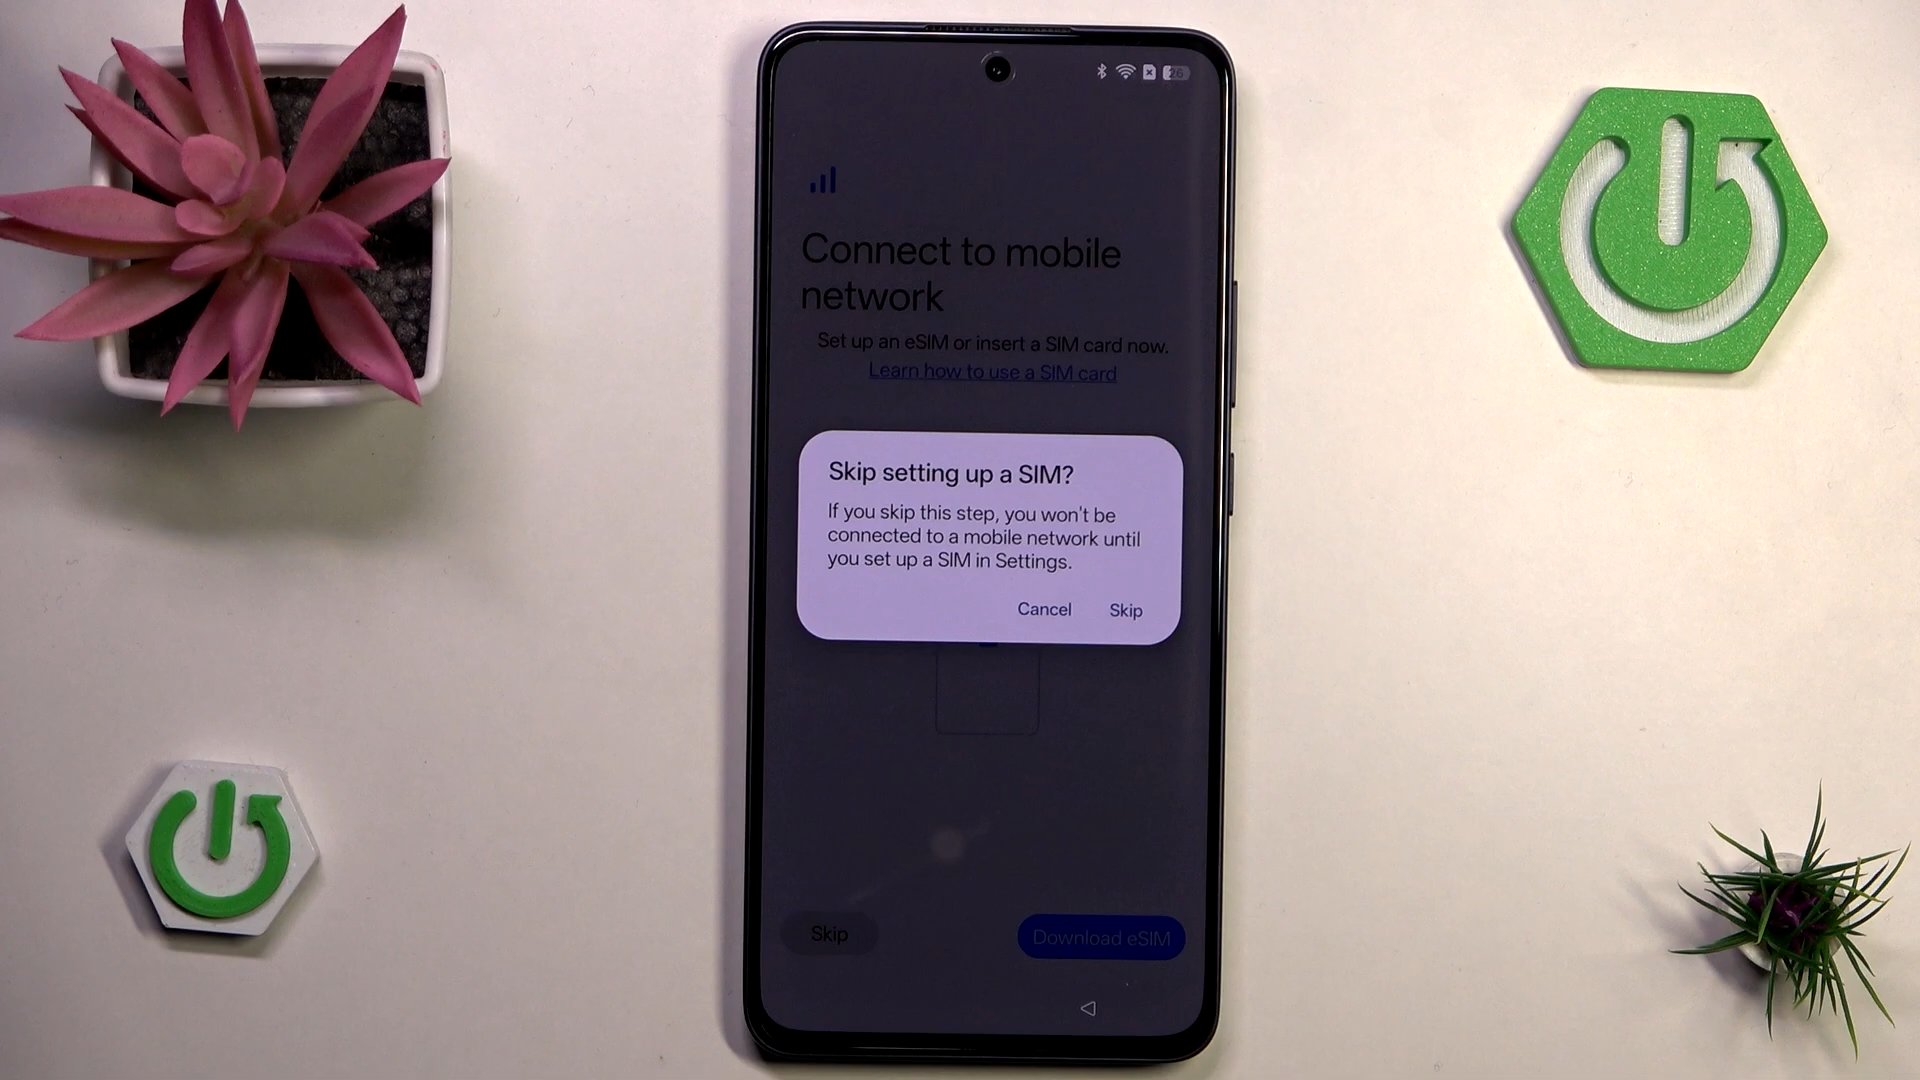 26
Connect to mobile
network
Set up an eSIM or insert a SIM card now.
Learn how to use a SIM card
Skip setting up a SIM?
If you skip this step, you won't be
connected to a mobile network until
you set up a SIM in Settings.
Cancel Skip
Skip Download eSIM